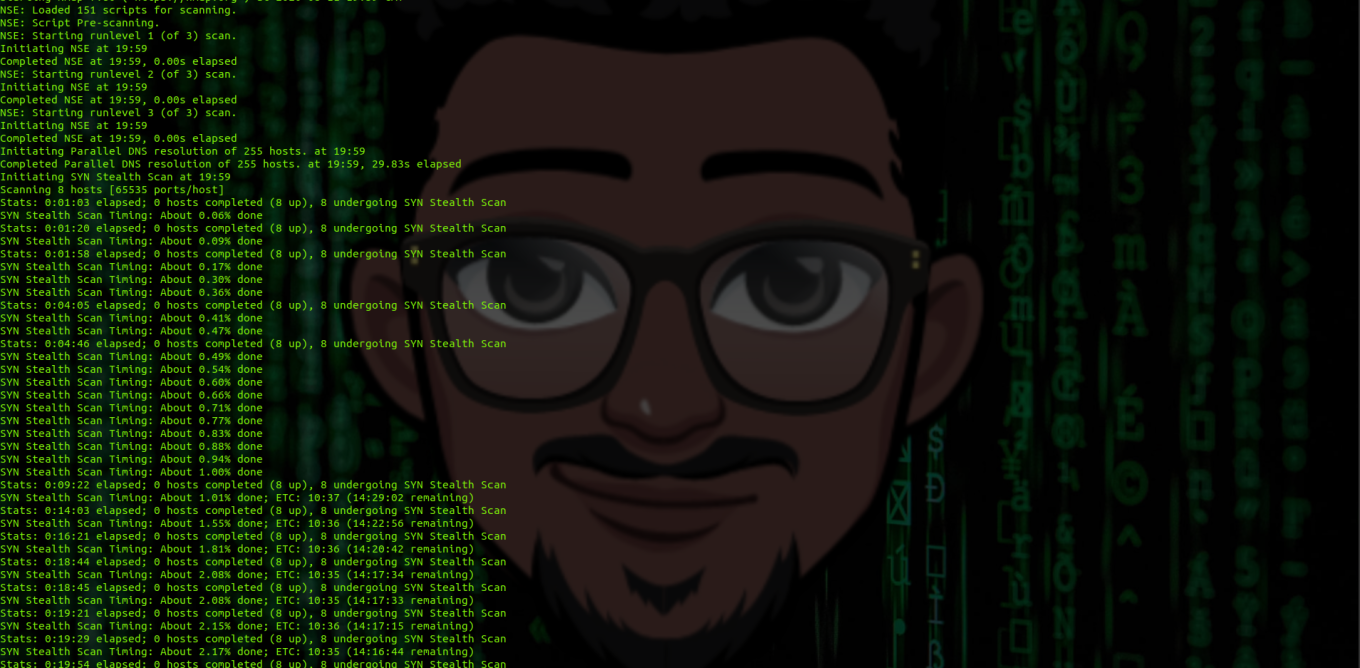 NSE: Loaded 151 scripts for scanning.
NSE: Script Pre-scanning.
NSE: Starting runlevel 1 (of 3) scan.
Initiating NSE at 19:59
Completed NSE at 19:59, 0.00s elapsed
NSE: Starting runlevel 2 (of 3) scan.
Initiating NSE at 19:59
Completed NSE at 19:59, 0.00s elapsed
NSE: Starting runlevel 3 (of 3) scan.
Initiating NSE at 19:59
Completed NSE at 19:59, 0.00s elapsed
Initiating Parallel DNS resolution of 255 hosts. at 19:59
Completed Parallel DNS resolution of 255 hosts. at 19:59, 29.83s elapsed
Initiating SYN Stealth Scan at 19:59
Scanning 8 hosts [65535 ports/host]
Stats: 0:01:03 elapsed; 0 hosts completed (8 up), 8 undergoing SYN Stealth Scan
SYN Stealth Scan Timing: About 0.06% done
Stats: 0:01:20 elapsed; 0 hosts completed (8 up), 8 undergoing SYN Stealth Scan
SYN Stealth Scan Timing: About 0.09% done
Stats: 0:01:58 elapsed; 0 hosts completed (8 up), 8 undergoing SYN Stealth Scan
SYN Stealth Scan Timing: About 0.17% done
SYN Stealth Scan Timing: About 0.30% done
SYN Stealth Scan Timing: About 0.36% done
Stats: 0:04:05 elapsed; 0 hosts completed (8 up), 8 undergoing SYN Stealth Scan
SYN Stealth Scan Timing: About 0.41% done
SYN Stealth Scan Timing: About 0.47% done
Stats: 0:04:46 elapsed; 0 hosts completed (8 up), 8 undergoing SYN Stealth Scan
SYN Stealth Scan Timing: About 0.49% done
SYN Stealth Scan Timing: About 0.54% done
SYN Stealth Scan Timing: About 0.60% done
SYN Stealth Scan Timing: About 0.66% done
SYN Stealth Scan Timing: About 0.71% done
SYN Stealth Scan Timing: About 0.77% done
SYN Stealth Scan Timing: About 0.83% done
SYN Stealth Scan Timing: About 0.88% done
SYN Stealth Scan Timing: About 0.94% done
SYN Stealth Scan Timing: About 1.00% done
Stats: 0:09:22 elapsed; 0 hosts completed (8 up), 8 undergoing SYN Stealth Scan
SYN Stealth Scan Timing: About 1.01% done; ETC: 10:37 (14:29:02 remaining)
Stats: 0:14:03 elapsed; 0 hosts completed (8 up), 8 undergoing SYN Stealth Scan
SYN Stealth Scan Timing: About 1.55% done; ETC: 10:36 (14:22:56 remaining)
Stats: 0:16:21 elapsed; 0 hosts completed (8 up), 8 undergoing SYN Stealth Scan
SYN Stealth Scan Timing: About 1.81% done; ETC: 10:36 (14:20:42 remaining)
Stats: 0:18:44 elapsed; 0 hosts completed (8 up), 8 undergoing SYN Stealth Scan
SYN Stealth Scan Timing: About 2.08% done; ETC: 10:35 (14:17:34 remaining)
Stats: 0:18:45 elapsed; 0 hosts completed (8 up), 8 undergoing SYN Stealth Scan
SYN Stealth Scan Timing: About 2.08% done; ETC: 10:35 (14:17:33 remaining)
Stats: 0:19:21 elapsed; 0 hosts completed (8 up), 8 undergoing SYN Stealth Scan
SYN Stealth Scan Timing: About 2.15% done; ETC: 10:36 (14:17:15 remaining)
Stats: 0:19:29 elapsed; 0 hosts completed (8 up), 8 undergoing SYN Stealth Scan
SYN Stealth Scan Timing: About 2.17% done; ETC: 10:35 (14:16:44 remaining)
Stats: 0:19:54 elapsed; 0 hosts completed (8 up), 8 undergoing SYN Stealth Scan